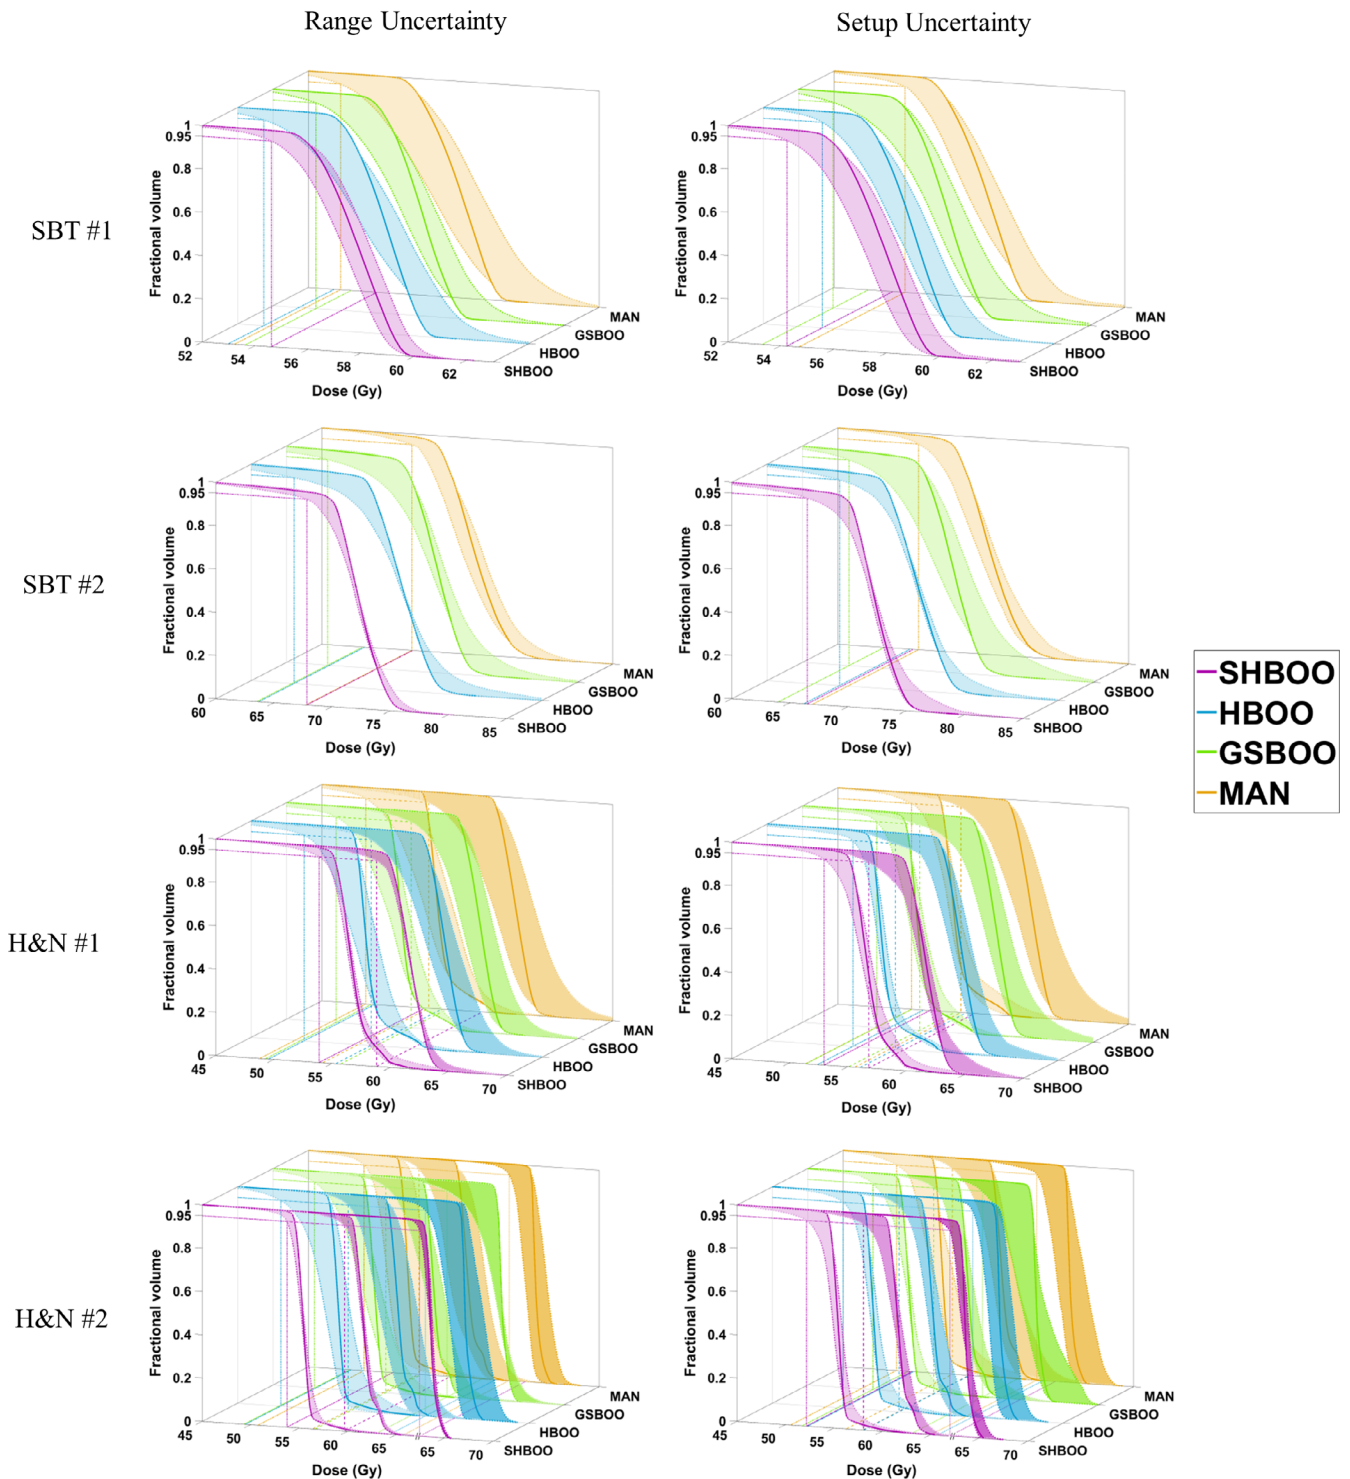 Range Uncertainty
Setup Uncertainty
SBT #1
Fractional volume
1
0.95
0.8
0.6
0.4
0.2
0
52
54
56
58
60
62
Dose (Gy)
MAN
GSBOO
HBOO
SHBOO
Fractional volume
1
0.95
0.8
0.6
0.4
0.2
0
52
54
56
58
60
62
Dose (Gy)
MAN
GSBOO
HBOO
SHBOO
SBT #2
Fractional volume
1
0.95
0.8
0.6
0.4
0.2
0
60
65
70
75
80
85
Dose (Gy)
MAN
GSBOO
HBOO
SHBOO
Fractional volume
1
0.95
0.8
0.6
0.4
0.2
0
60
65
70
75
80
85
Dose (Gy)
MAN
GSBOO
HBOO
SHBOO
SHBOO
HBOO
GSBOO
MAN
H&N #1
Fractional volume
1
0.95
0.8
0.6
0.4
0.2
0
45
50
55
60
65
70
Dose (Gy)
MAN
GSBOO
HBOO
SHBOO
Fractional volume
1
0.95
0.8
0.6
0.4
0.2
0
45
50
55
60
65
70
Dose (Gy)
MAN
GSBOO
HBOO
SHBOO
H&N #2
Fractional volume
1
0.95
0.8
0.6
0.4
0.2
0
45
50
55
60
65
65
70
Dose (Gy)
MAN
GSBOO
HBOO
SHBOO
Fractional volume
1
0.95
0.8
0.6
0.4
0.2
0
45
50
55
60
65
65
70
Dose (Gy)
MAN
GSBOO
HBOO
SHBOO